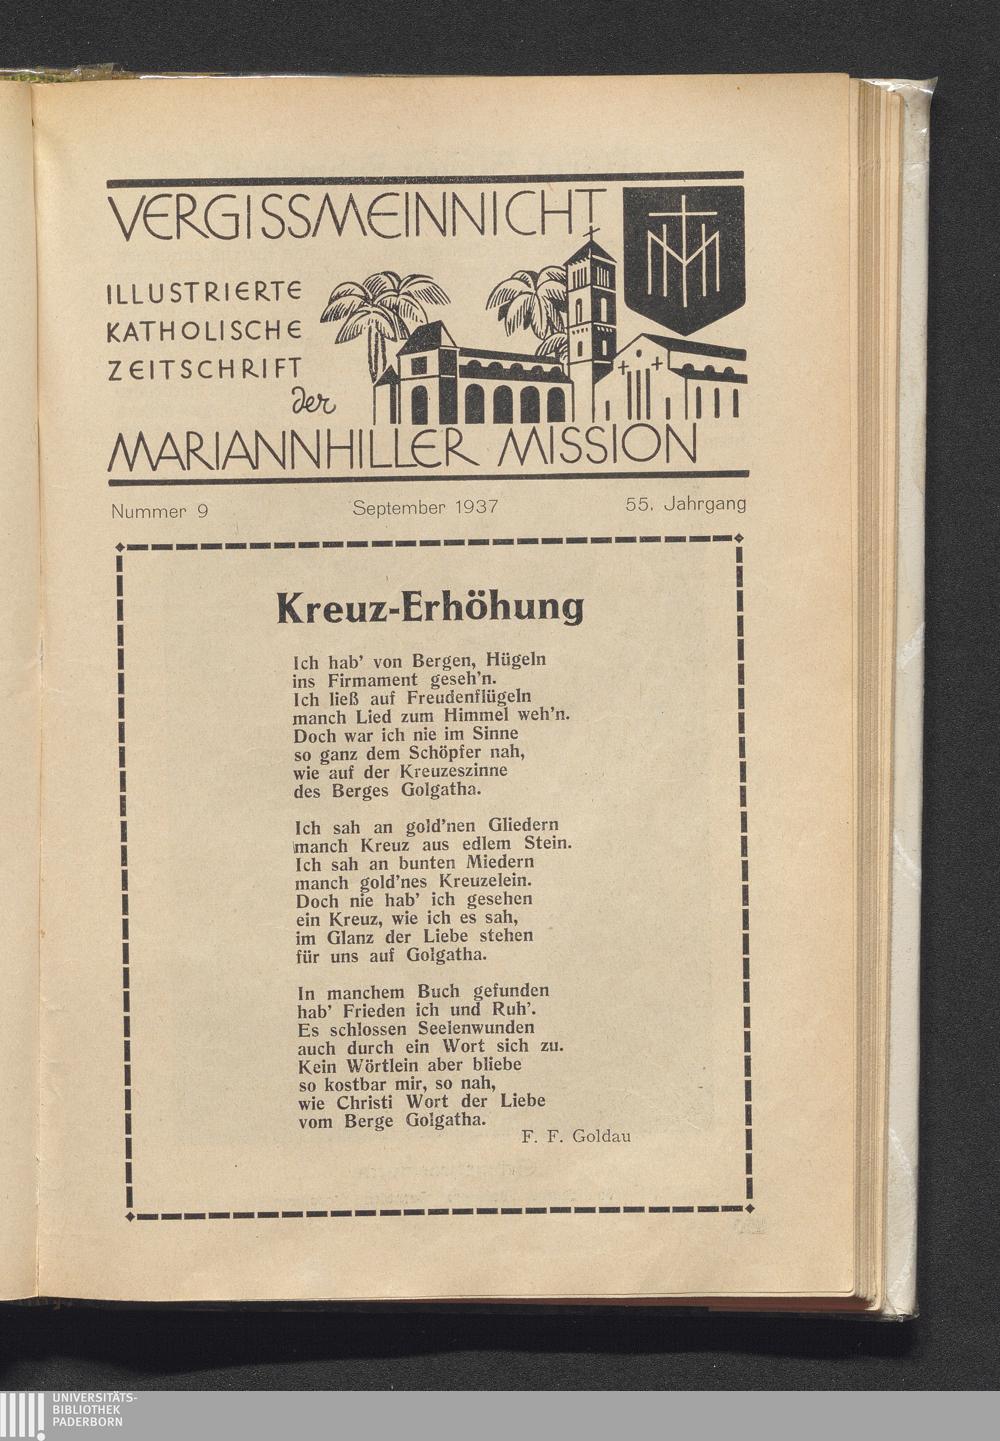 VERGISSMEINNICHT
ILLUSTRIERTE
KATHOLISCHE
ZEITSCHRIFT
der
MARIANNHILLER MISSION
Nummer 9 September 1937 55. Jahrgang
Kreuz-Erhöhung
Ich hab' von Bergen, Hügeln
ins Firmament geseh'n.
Ich ließ auf Freudenflügeln
manch Lied zum Himmel weh'n.
Doch war ich nie im Sinne
so ganz dem Schöpfer nah,
wie auf der Kreuzeszinne
des Berges Golgatha.
Ich sah an gold'nen Gliedern
manch Kreuz aus edlem Stein.
Ich sah an bunten Miedern
manch gold'nes Kreuzelein.
Doch nie hab' ich gesehen
ein Kreuz, wie ich es sah,
im Glanz der Liebe stehen
für uns auf Golgatha.
In manchem Buch gefunden
hab' Frieden ich und Ruh'.
Es schlossen Seelenwunden
auch durch ein Wort sich zu.
Kein Wörtlein aber bliebe
so kostbar mir, so nah,
wie Christi Wort der Liebe
vom Berge Golgatha.
F. F. Goldau
UNIVERSITÄTS-
BIBLIOTHEK
PADERBORN